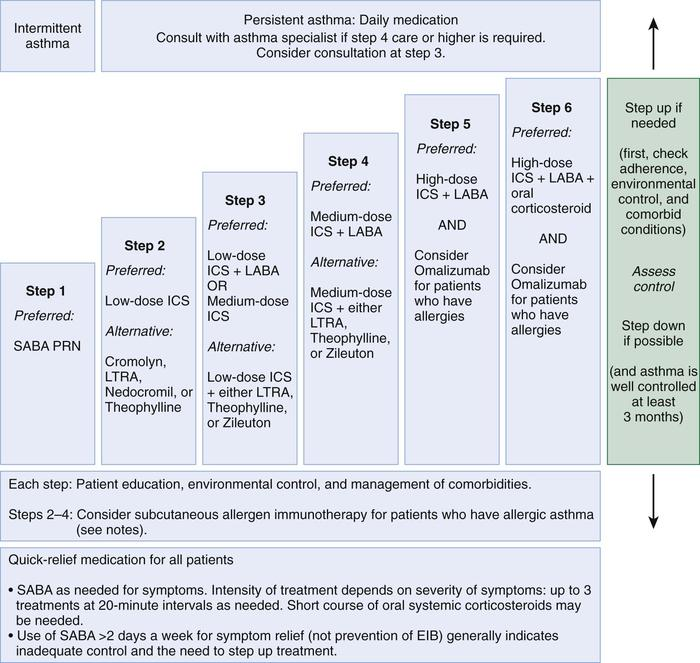 Intermittent
asthma
Persistent asthma: Daily medication
Consult with asthma specialist if step 4 care or higher is required.
Consider consultation at step 3.
Step 1
Preferred:
SABA PRN
Step 2
Preferred:
Low-dose ICS
Alternative:
Cromolyn,
LTRA,
Nedocromil, or
Theophylline
Step 3
Preferred:
Low-dose
ICS + LABA
OR
Medium-dose
ICS
Alternative:
Low-dose ICS
+ either LTRA,
Theophylline,
or Zileuton
Step 4
Preferred:
Medium-dose
ICS + LABA
Alternative:
Medium-dose
ICS + either
LTRA,
Theophylline,
or Zileuton
Step 5
Preferred:
High-dose
ICS + LABA
AND
Consider
Omalizumab
for patients
who have
allergies
Step 6
Preferred:
High-dose
ICS + LABA +
oral
corticosteroid
AND
Consider
Omalizumab
for patients
who have
allergies
Step up if
needed
(first, check
adherence,
environmental
control, and
comorbid
conditions)
Assess
control
Step down
if possible
(and asthma is
well controlled
at least
3 months)
Each step: Patient education, environmental control, and management of comorbidities.
Steps 2–4: Consider subcutaneous allergen immunotherapy for patients who have allergic asthma
(see notes).
Quick-relief medication for all patients
• SABA as needed for symptoms. Intensity of treatment depends on severity of symptoms: up to 3
treatments at 20-minute intervals as needed. Short course of oral systemic corticosteroids may
be needed.
• Use of SABA >2 days a week for symptom relief (not prevention of EIB) generally indicates
inadequate control and the need to step up treatment.